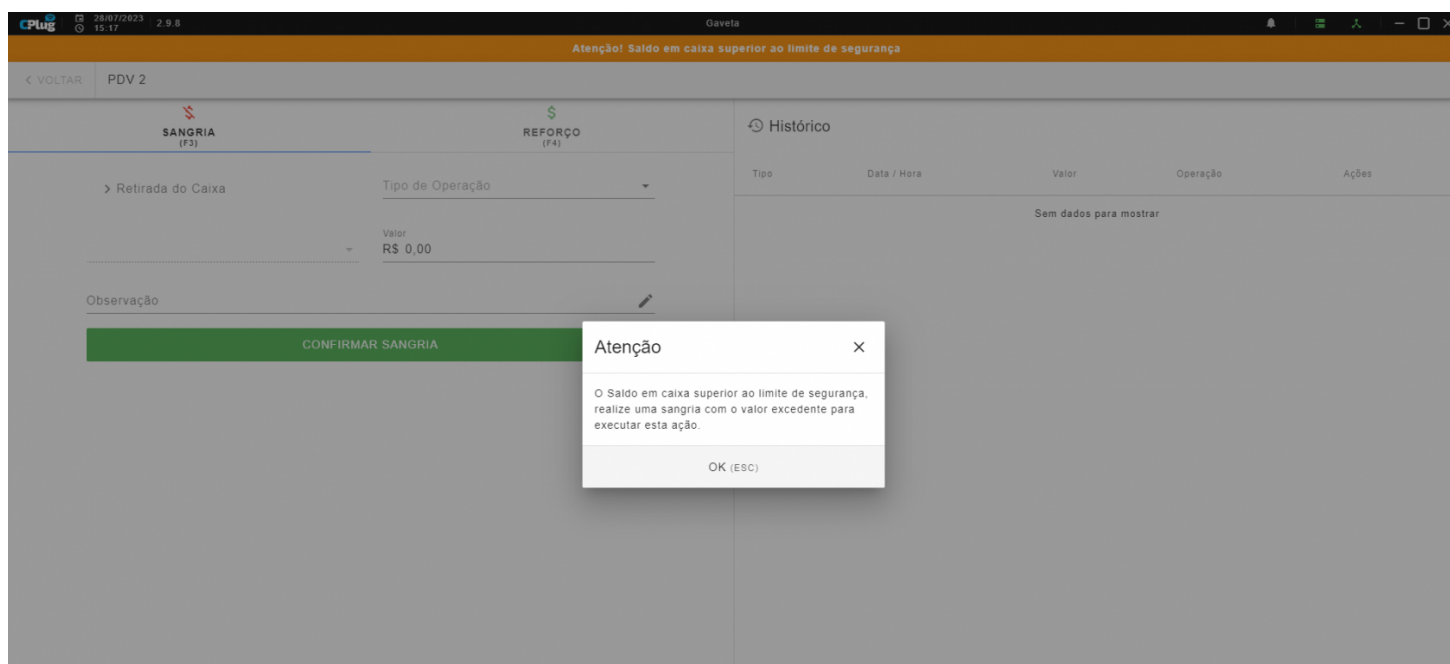 CPlug
28/07/2023
15:17
2.9.8
Gaveta
Atenção! Saldo em caixa superior ao limite de segurança
< VOLTAR
PDV 2
SANGRIA
(F3)
REFORÇO
(F4)
Histórico
Tipo Data / Hora Valor Operação Ações
Sem dados para mostrar
> Retirada do Caixa
Tipo de Operação
Valor
R$ 0,00
Observação
CONFIRMAR SANGRIA
Atenção
O Saldo em caixa superior ao limite de segurança,
realize uma sangria com o valor excedente para
executar esta ação.
OK (ESC)